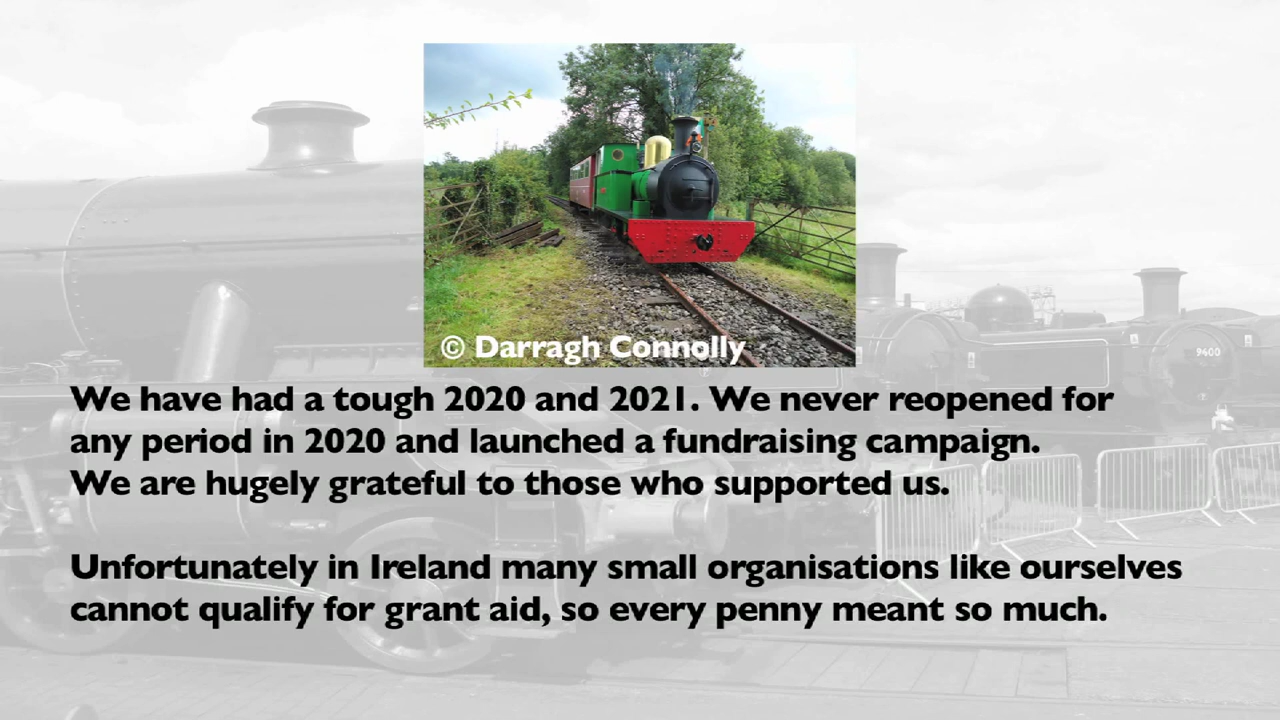 © Darragh Connolly
9600
We have had a tough 2020 and 2021. We never reopened for
any period in 2020 and launched a fundraising campaign.
We are hugely grateful to those who supported us.
Unfortunately in Ireland many small organisations like ourselves
cannot qualify for grant aid, so every penny meant so much.